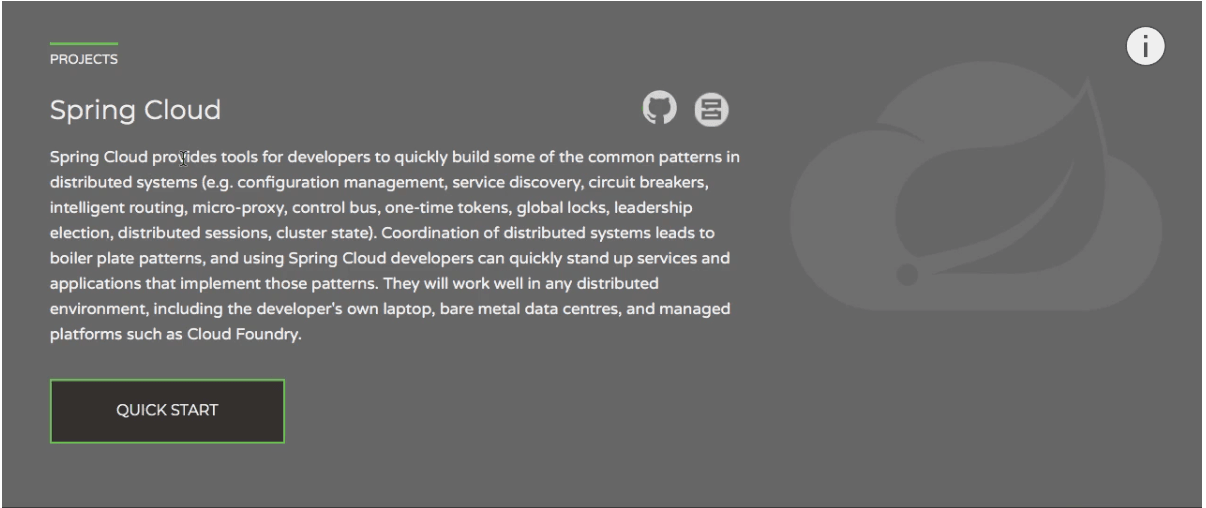 PROJECTS
Spring Cloud
Spring Cloud provides tools for developers to quickly build some of the common patterns in
distributed systems (e.g. configuration management, service discovery, circuit breakers,
intelligent routing, micro-proxy, control bus, one-time tokens, global locks, leadership
election, distributed sessions, cluster state). Coordination of distributed systems leads to
boiler plate patterns, and using Spring Cloud developers can quickly stand up services and
applications that implement those patterns. They will work well in any distributed
environment, including the developer's own laptop, bare metal data centres, and managed
platforms such as Cloud Foundry.
QUICK START